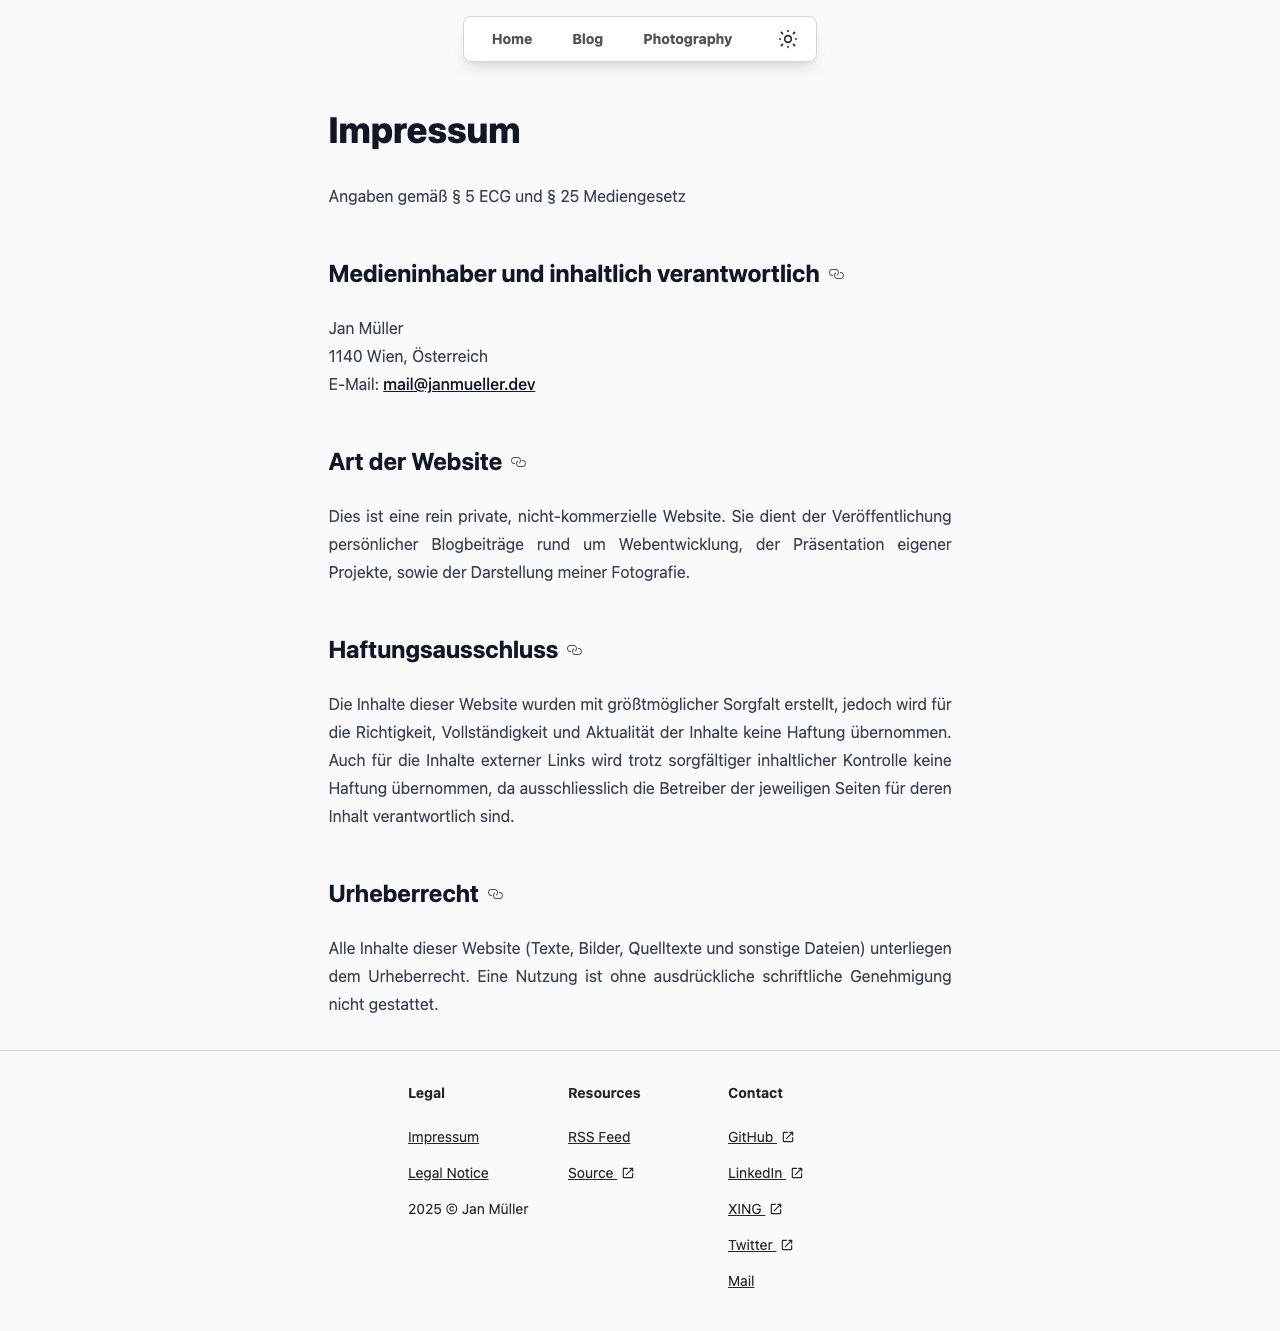 Home Blog Photography
Impressum
Angaben gemäß § 5 ECG und § 25 Mediengesetz
Medieninhaber und inhaltlich verantwortlich
Jan Müller
1140 Wien, Österreich
E-Mail: mail@janmueller.dev
Art der Website
Dies ist eine rein private, nicht-kommerzielle Website. Sie dient der Veröffentlichung
persönlicher Blogbeiträge rund um Webentwicklung, der Präsentation eigener
Projekte, sowie der Darstellung meiner Fotografie.
Haftungsausschluss
Die Inhalte dieser Website wurden mit größtmöglicher Sorgfalt erstellt, jedoch wird für
die Richtigkeit, Vollständigkeit und Aktualität der Inhalte keine Haftung übernommen.
Auch für die Inhalte externer Links wird trotz sorgfältiger inhaltlicher Kontrolle keine
Haftung übernommen, da ausschliesslich die Betreiber der jeweiligen Seiten für deren
Inhalt verantwortlich sind.
Urheberrecht
Alle Inhalte dieser Website (Texte, Bilder, Quelltexte und sonstige Dateien) unterliegen
dem Urheberrecht. Eine Nutzung ist ohne ausdrückliche schriftliche Genehmigung
nicht gestattet.
Legal
Impressum
Legal Notice
2025 © Jan Müller
Resources
RSS Feed
Source
Contact
GitHub
LinkedIn
XING
Twitter
Mail